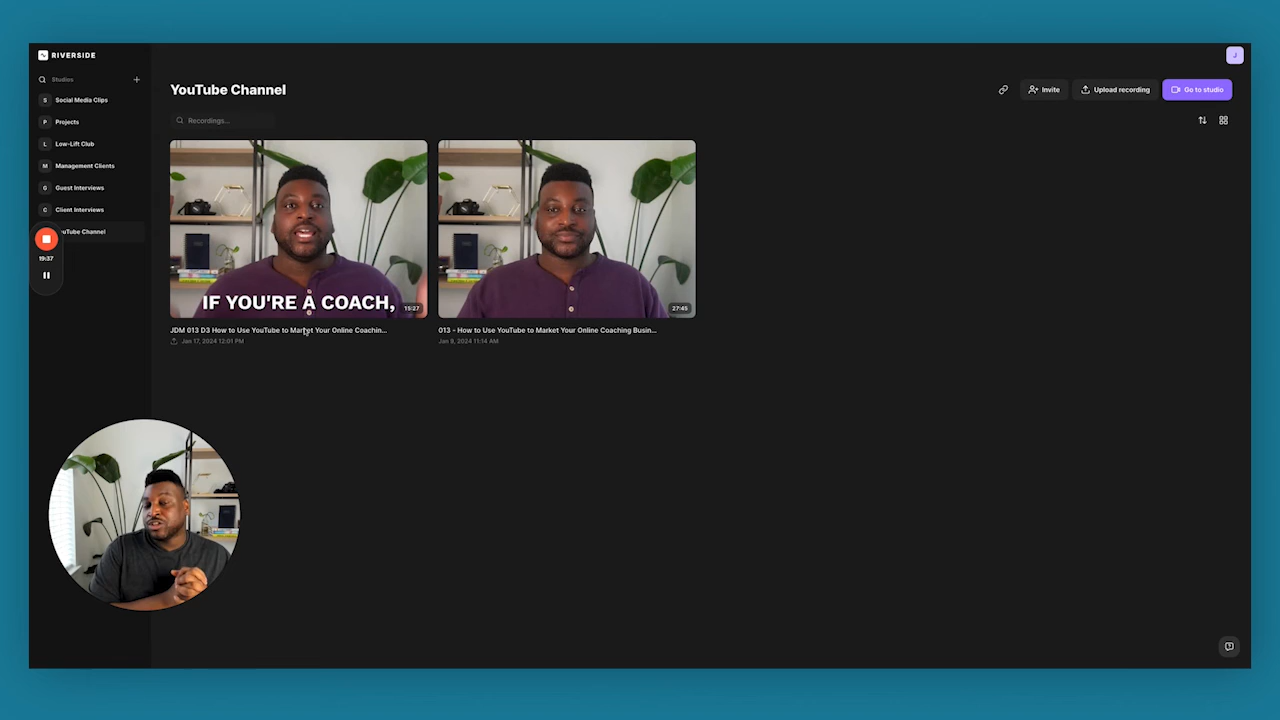 RIVERSIDE
Studios
S Social Media Clips
P Projects
L Low-Lift Club
M Management Clients
G Guest Interviews
C Client Interviews
uTube Channel
19:37
J
YouTube Channel
Invite
Upload recording
Go to studio
Recordings...
IF YOU'RE A COACH,
15:27
27:45
JDM 013 D3 How to Use YouTube to Market Your Online Coachin...
Jan 17, 2024 12:01 PM
013 - How to Use YouTube to Market Your Online Coaching Busin...
Jan 8, 2024 11:14 AM